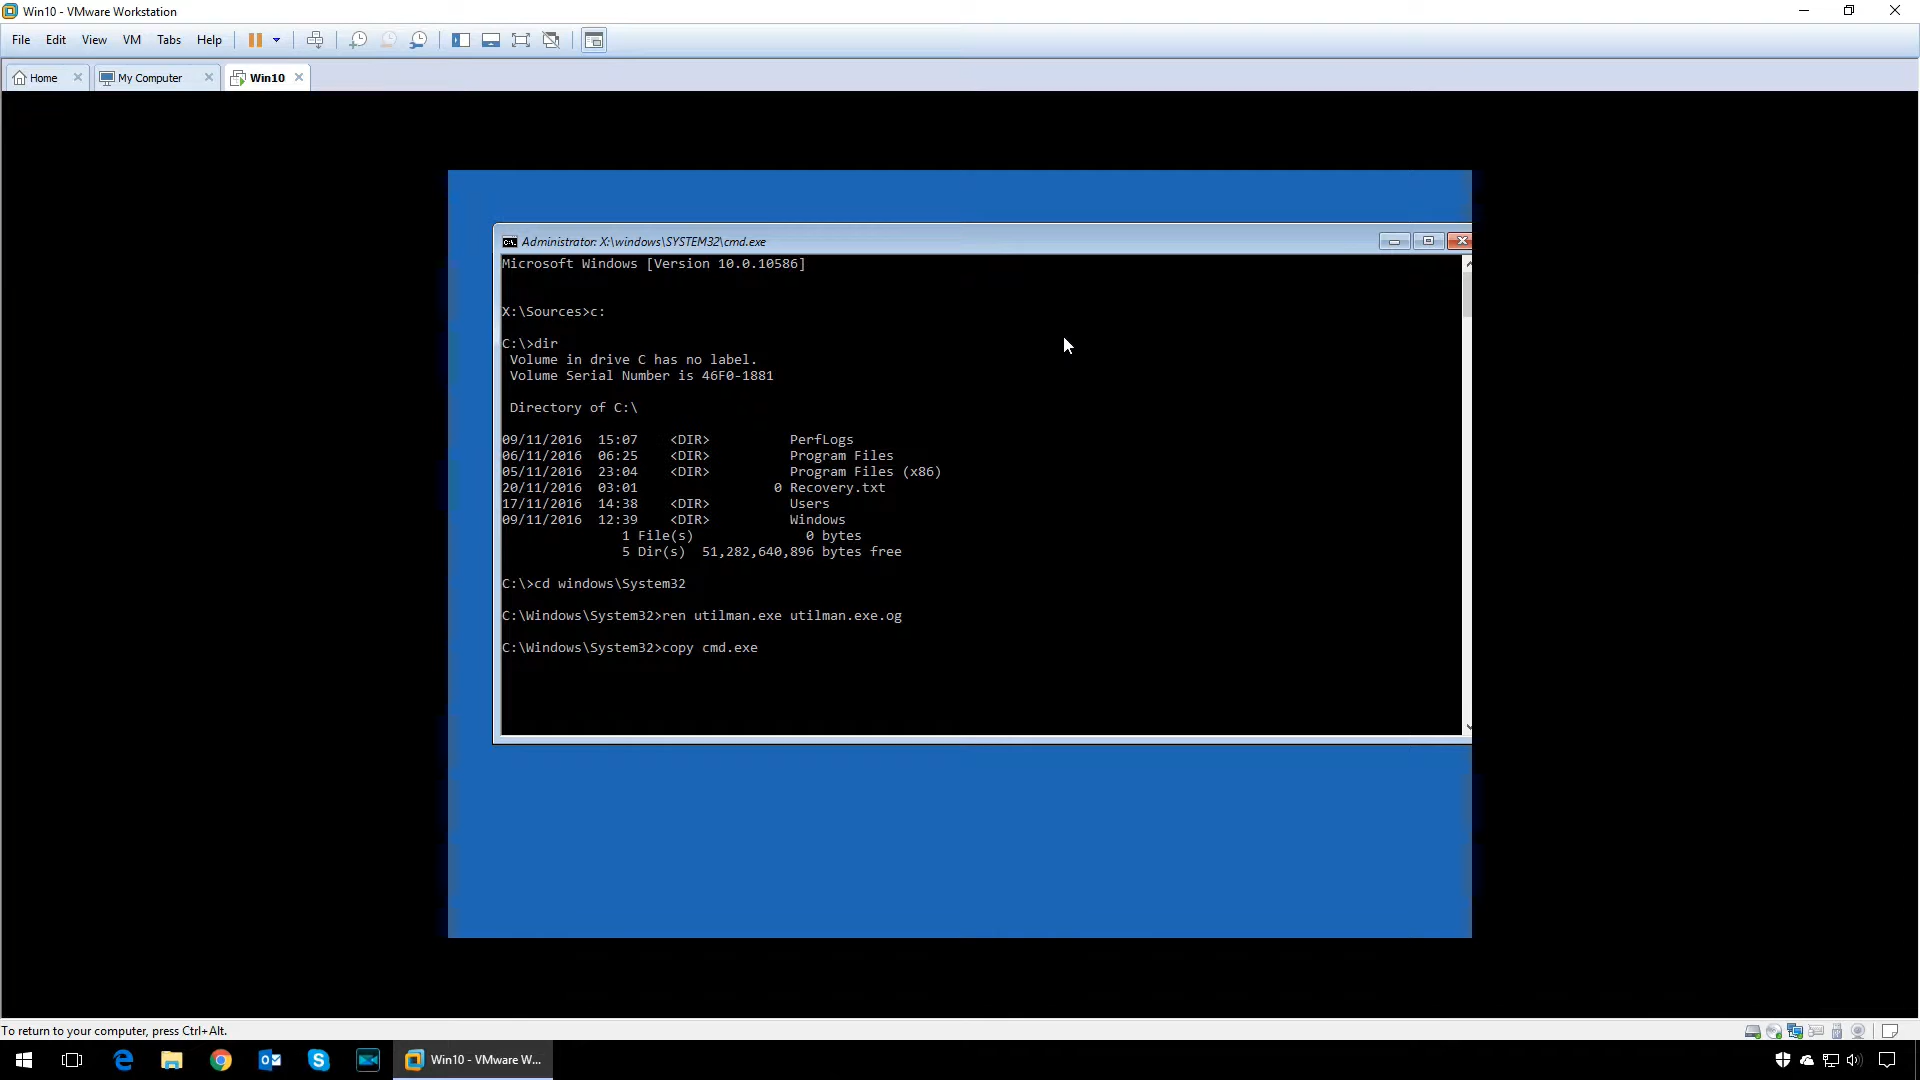 Win10 - VMware Workstation
File Edit View VM Tabs Help
Home My Computer Win10
Administrator: X:\windows\SYSTEM32\cmd.exe
Microsoft Windows [Version 10.0.10586]
X:\Sources>c:
C:\>dir
Volume in drive C has no label.
Volume Serial Number is 46F0-1881
Directory of C:\
09/11/2016 15:07 <DIR> PerfLogs
06/11/2016 06:25 <DIR> Program Files
05/11/2016 23:04 <DIR> Program Files (x86)
20/11/2016 03:01 0 Recovery.txt
17/11/2016 14:38 <DIR> Users
09/11/2016 12:39 <DIR> Windows
1 File(s) 0 bytes
5 Dir(s) 51,282,640,896 bytes free
C:\>cd windows\System32
C:\Windows\System32>ren utilman.exe utilman.exe.og
C:\Windows\System32>copy cmd.exe
To return to your computer, press Ctrl+Alt.
Win10 - VMware W...